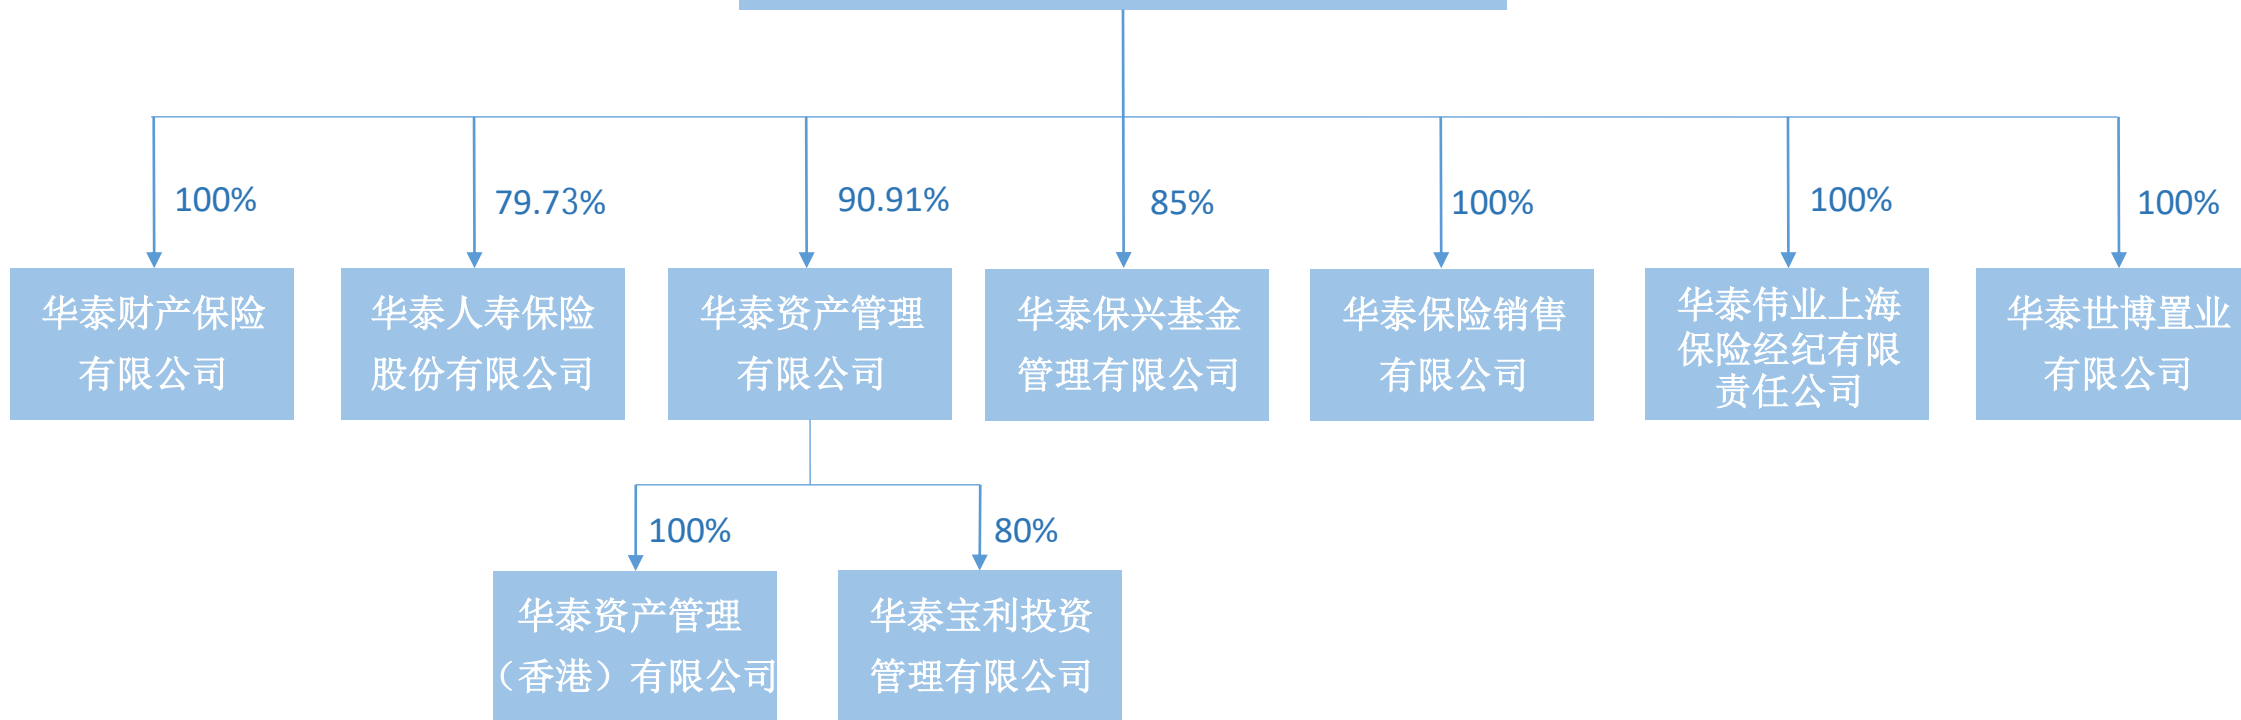 100%
79.73%
90.91%
85%
100%
100%
100%
华泰财产保险
有限公司
华泰人寿保险
股份有限公司
华泰资产管理
有限公司
华泰保兴基金
管理有限公司
华泰保险销售
有限公司
华泰伟业上海
保险经纪有限
责任公司
华泰世博置业
有限公司
100%
80%
华泰资产管理
（香港）有限公司
华泰宝利投资
管理有限公司